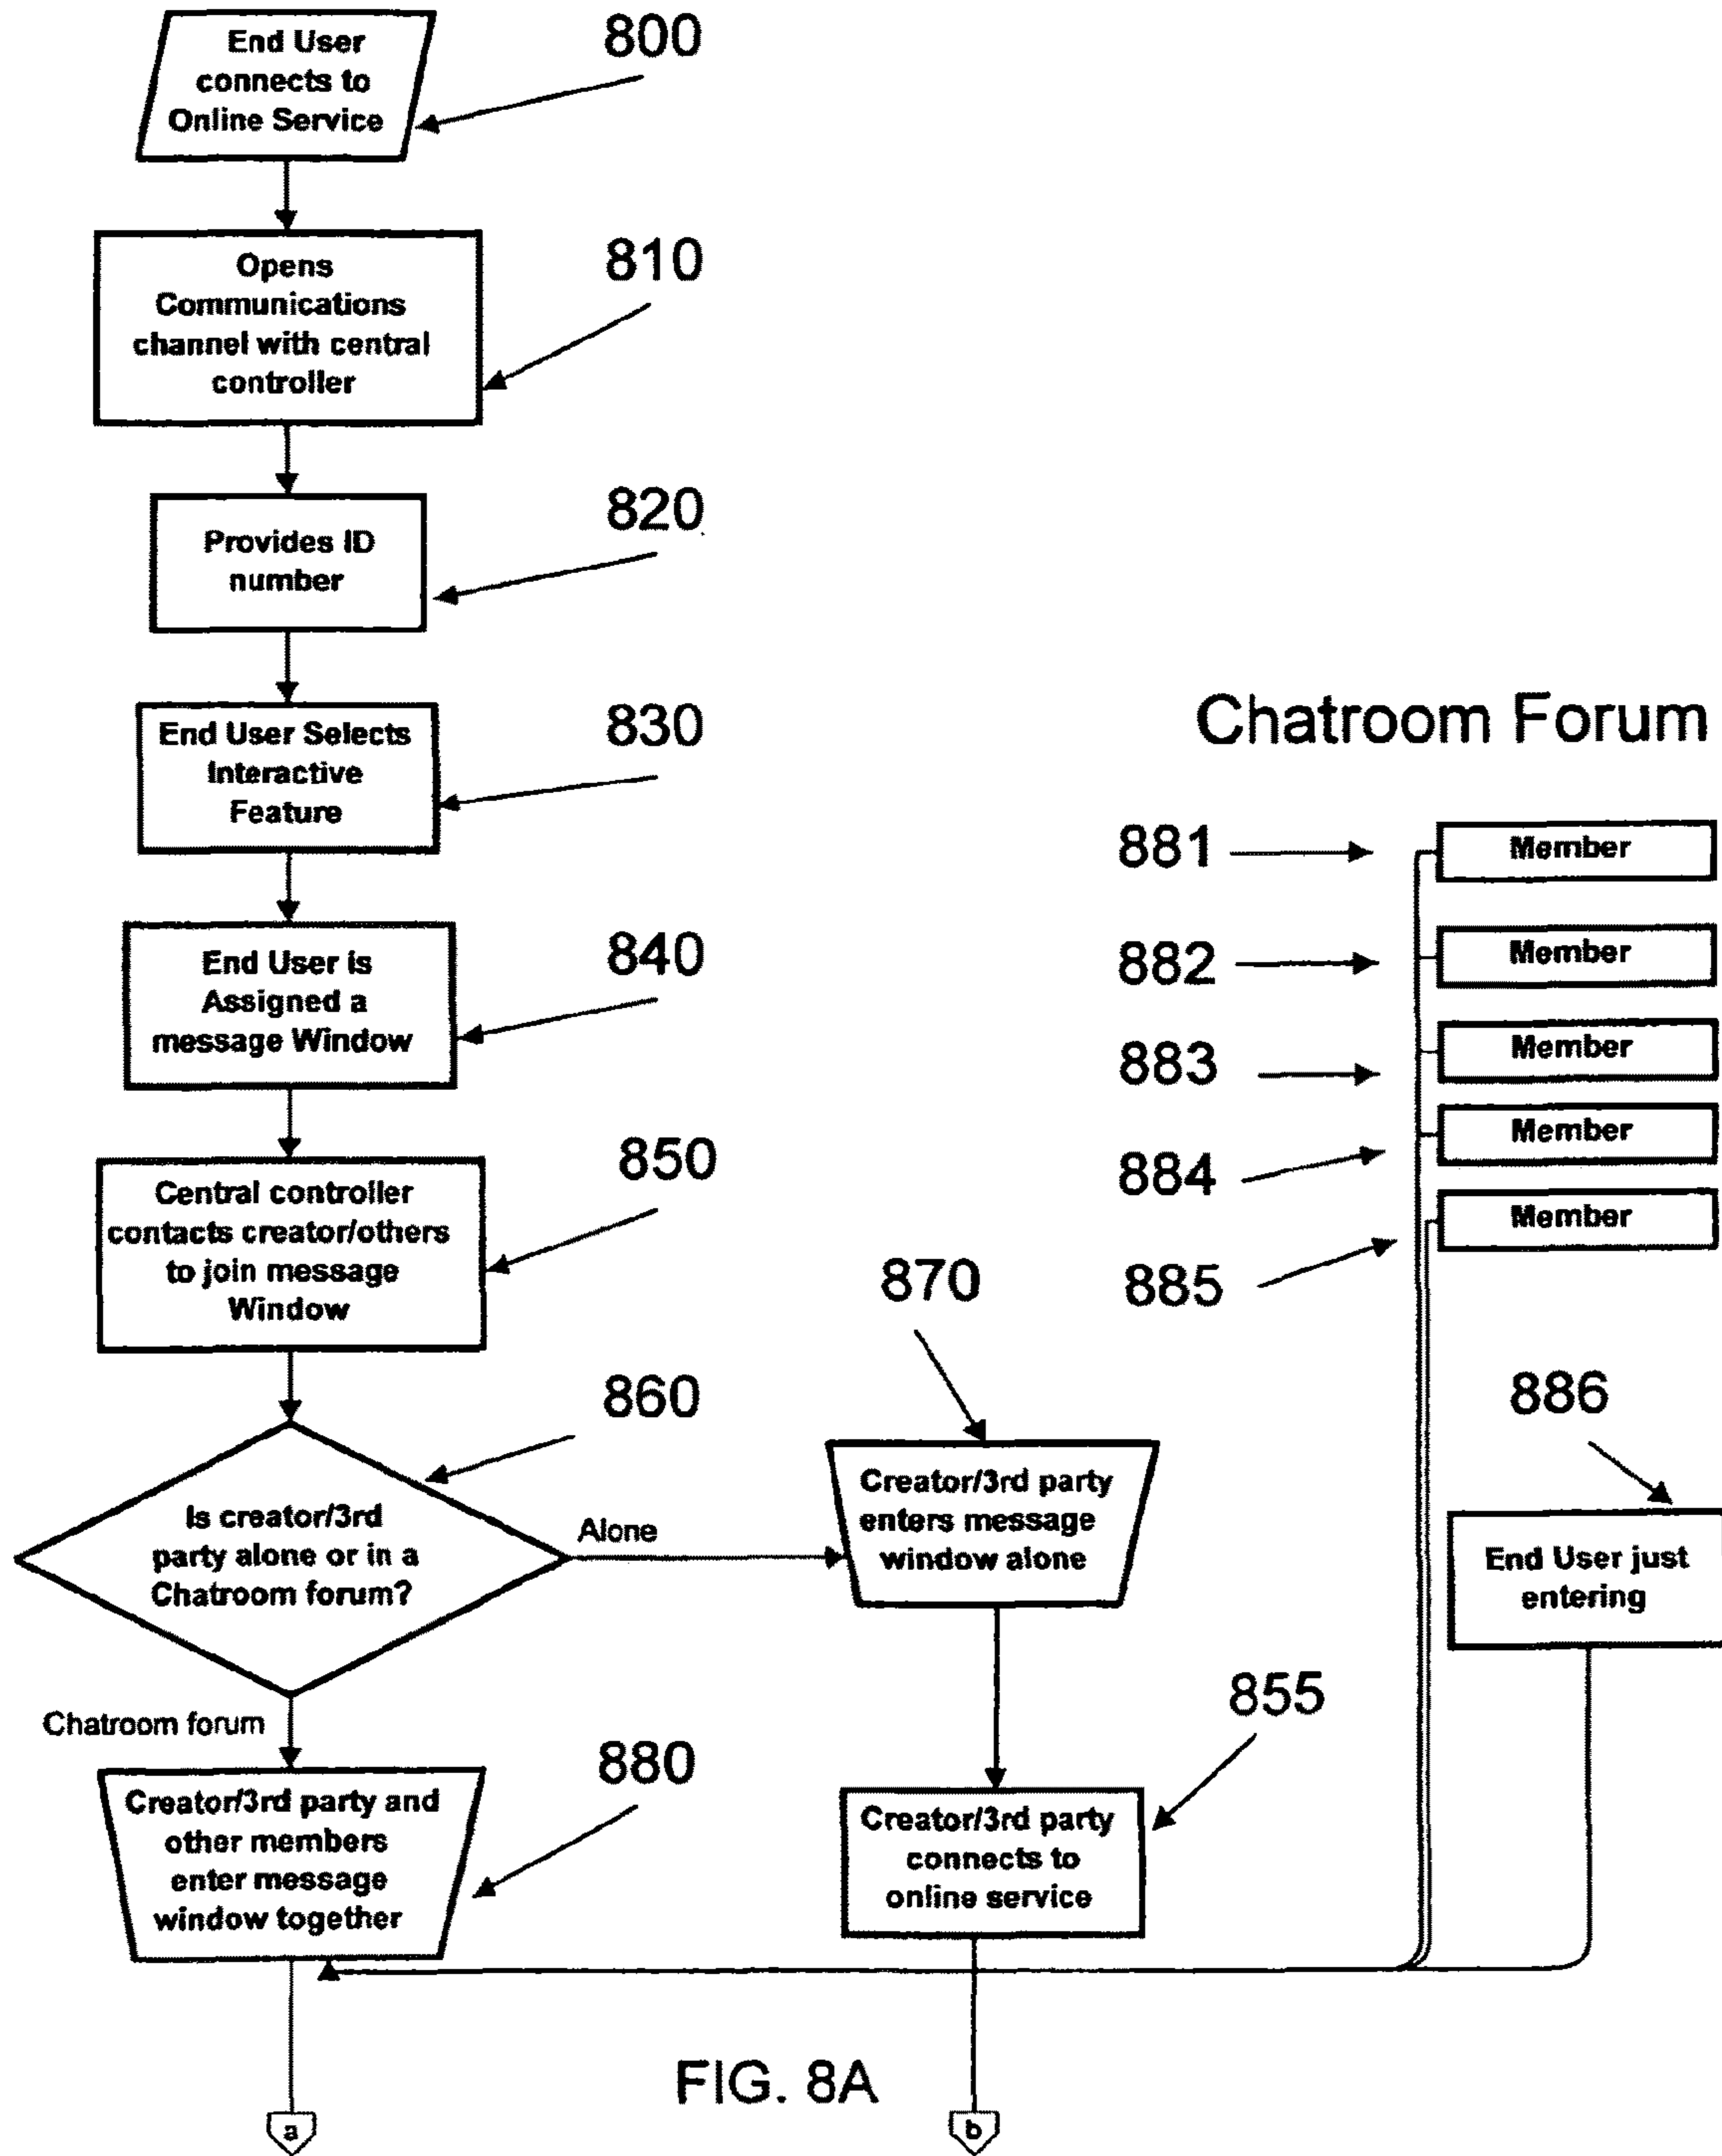 End User
connects to
Online Service
800
Opens
Communications
channel with central
controller
810
Provides ID
number
820
End User Selects
Interactive
Feature
830
End User is
Assigned a
message Window
840
Central controller
contacts creator/others
to join message
Window
850
Is creator/3rd
party alone or in a
Chatroom forum?
860
Alone
Chatroom forum
870
Creator/3rd party
enters message
window alone
855
Creator/3rd party
connects to
online service
880
Creator/3rd party and
other members
enter message
window together
Chatroom Forum
881
Member
882
Member
883
Member
884
Member
885
Member
886
End User just
entering
a
b
FIG. 8A